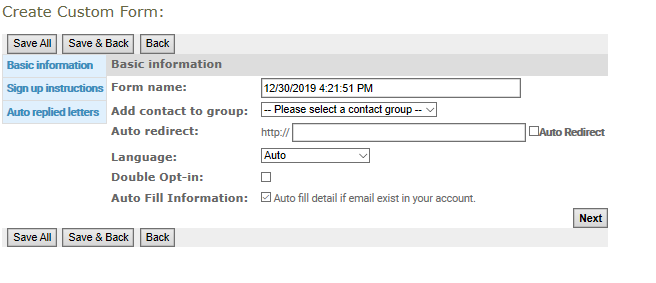 Create Custom Form:
Save All Save & Back Back
Basic information Basic information
Sign up instructions Form name: 12/30/2019 4:21:51 PM
Auto replied letters Add contact to group: -- Please select a contact group --
Auto redirect: http:// Auto Redirect
Language: Auto
Double Opt-in:
Auto Fill Information: Auto fill detail if email exist in your account.
Next
Save All Save & Back Back